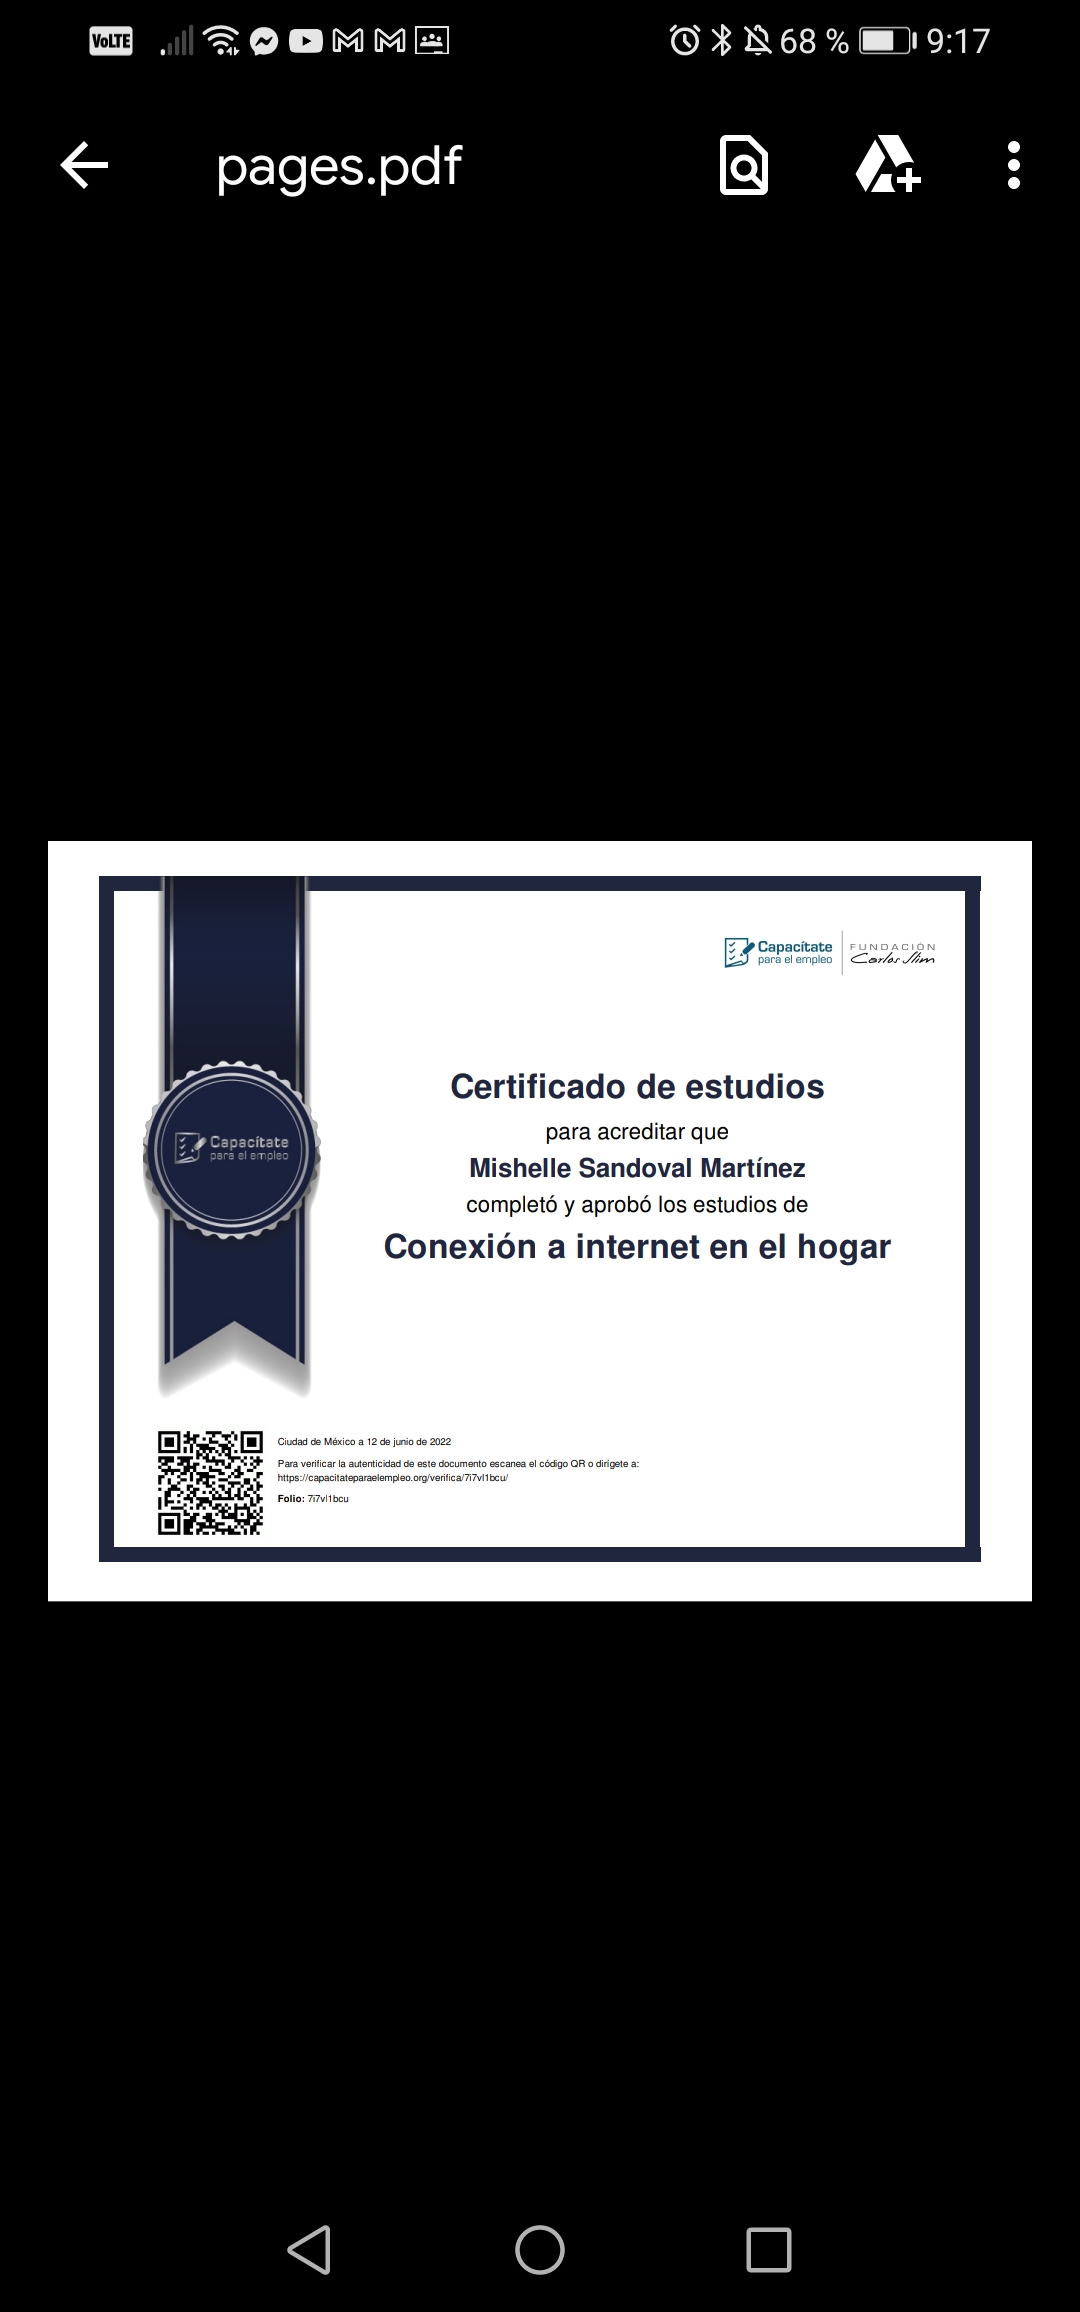 VoLTE 68 % 9:17
pages.pdf
Capacítate
para el empleo
FUNDACIÓN
Carlos Slim
Certificado de estudios
para acreditar que
Mishelle Sandoval Martínez
completó y aprobó los estudios de
Conexión a internet en el hogar
Capacítate
para el empleo
Ciudad de México a 12 de junio de 2022
Para verificar la autenticidad de este documento escanea el código QR o dirígete a:
https://capacitateparaelempleo.org/verifica/7i7vl1bcu/
Folio: 7i7vl1bcu